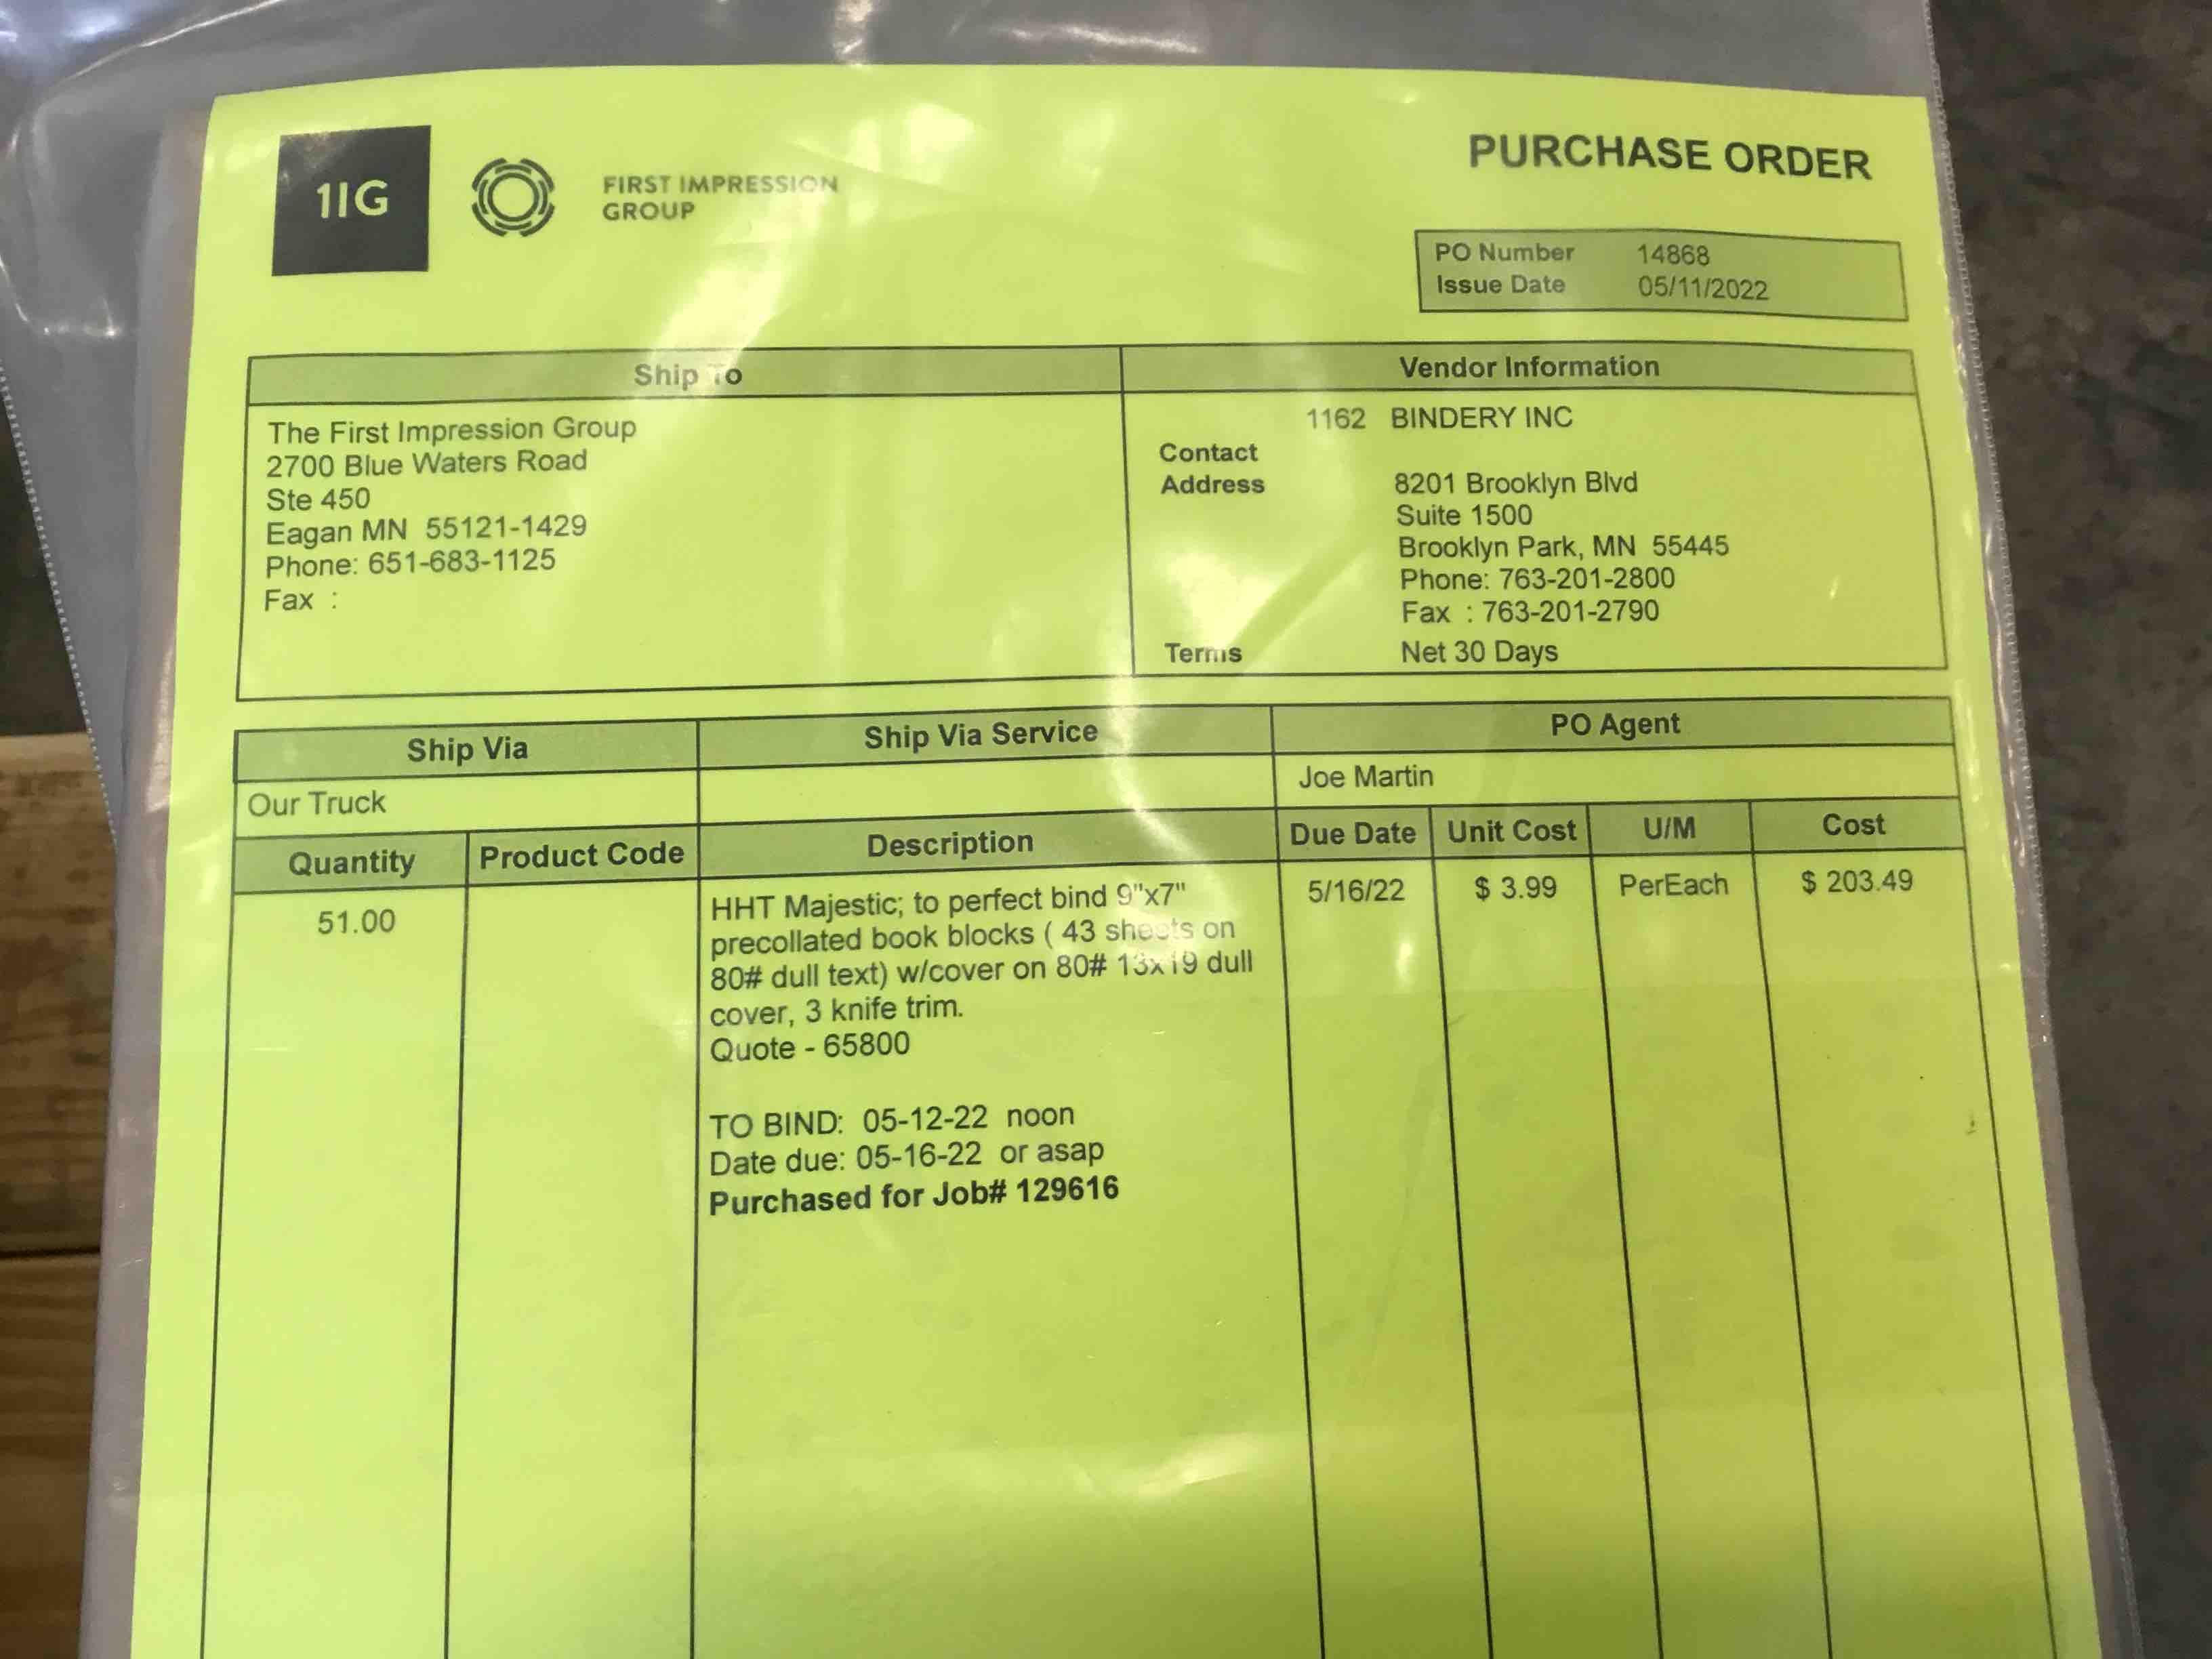 1IG
FIRST IMPRESSION
GROUP
PURCHASE ORDER
PO Number 14868
Issue Date 05/11/2022
Ship To
The First Impression Group
2700 Blue Waters Road
Ste 450
Eagan MN 55121-1429
Phone: 651-683-1125
Fax :
Vendor Information
1162 BINDERY INC
Contact
Address 8201 Brooklyn Blvd
Suite 1500
Brooklyn Park, MN 55445
Phone: 763-201-2800
Fax : 763-201-2790
Terms Net 30 Days
Ship Via Ship Via Service PO Agent
Our Truck Joe Martin
Quantity Product Code Description Due Date Unit Cost U/M Cost
51.00 HHT Majestic; to perfect bind 9"x7" 5/16/22 $ 3.99 PerEach $ 203.49
precollated book blocks ( 43 sheets on
80# dull text) w/cover on 80# 13x19 dull
cover, 3 knife trim.
Quote - 65800
TO BIND: 05-12-22 noon
Date due: 05-16-22 or asap
Purchased for Job# 129616